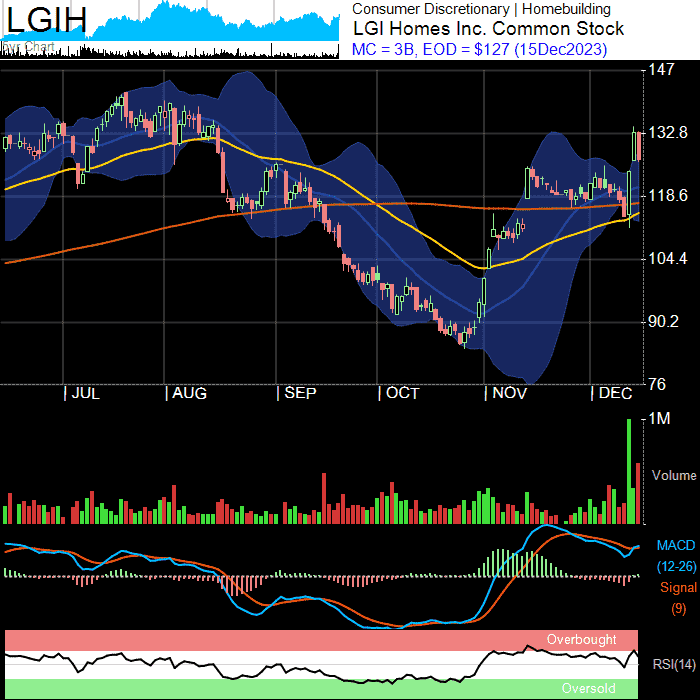 LGIH
Consumer Discretionary | Homebuilding
LGI Homes Inc. Common Stock
MC = 3B, EOD = $127 (15Dec2023)
Chart
147
132.8
118.6
104.4
90.2
76
JUL AUG SEP OCT NOV DEC
1M
Volume
MACD
(12-26)
Signal
(9)
Overbought
RSI(14)
Oversold